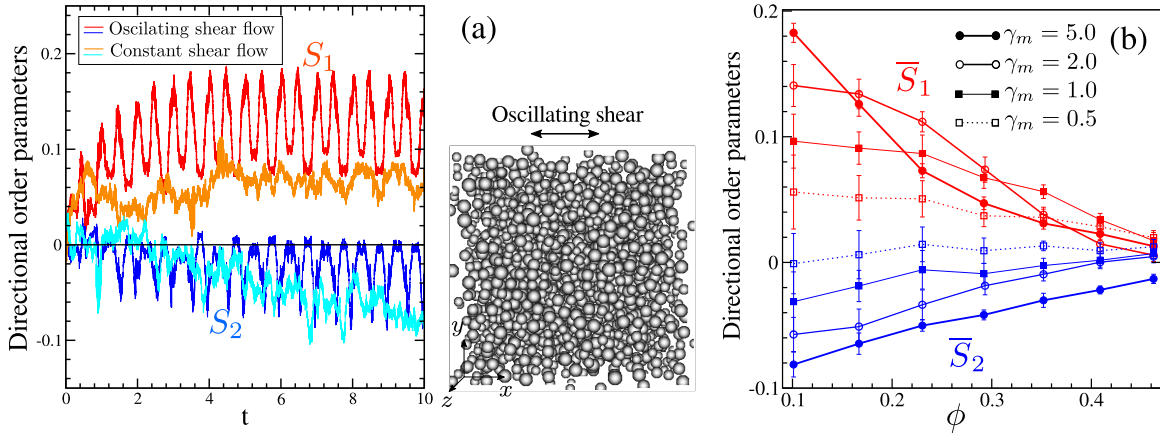 Directional order parameters
0.2
0.1
0
-0.1
Oscilating shear flow
Constant shear flow
S₁
S₂
0 2 4 6 8 10
t
(a)
Oscillating shear
y
z
x
Directional order parameters
0.2
0.1
0
-0.1
(b)
γₘ = 5.0
γₘ = 2.0
γₘ = 1.0
γₘ = 0.5
S̅₁
S̅₂
0.1 0.2 0.3 0.4
ϕ